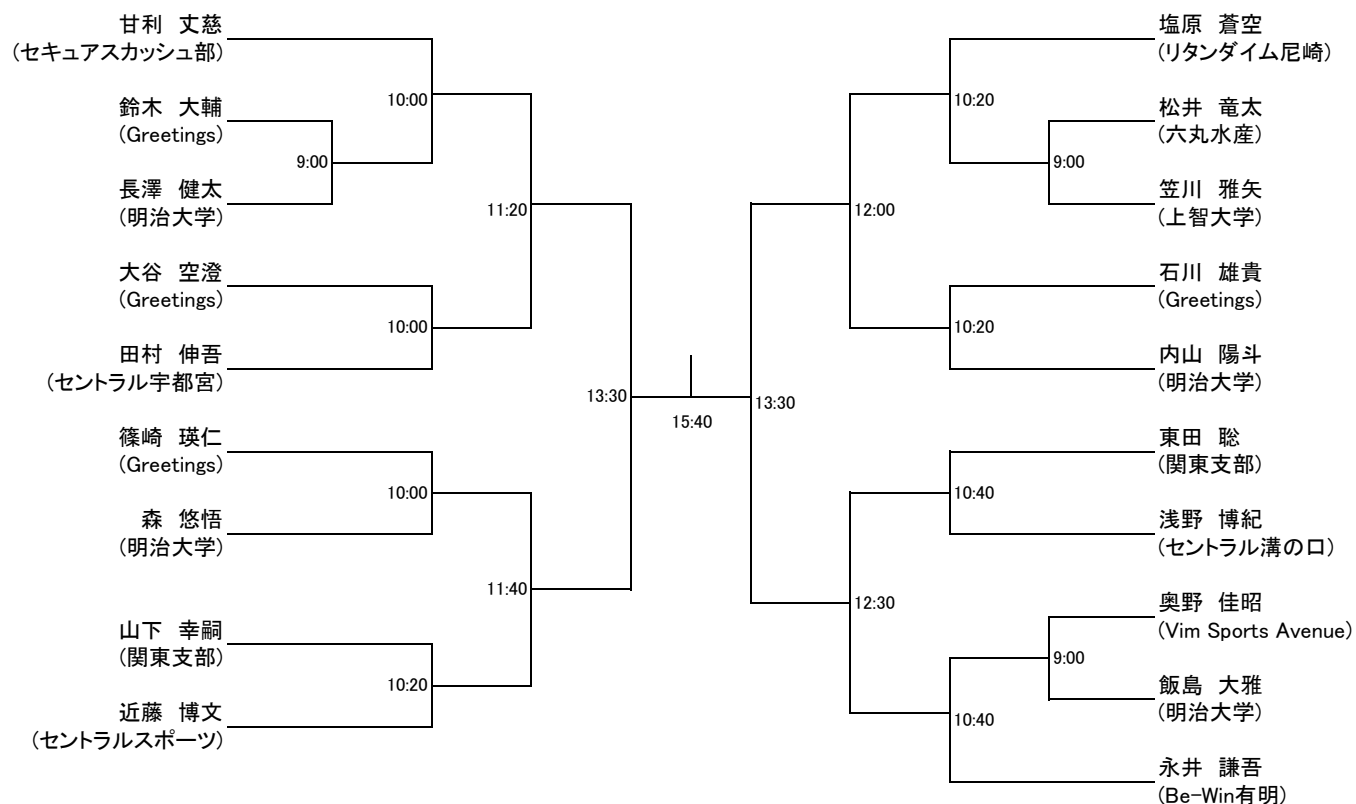 甘利 丈慈
(セキュアスカッシュ部)
10:00
鈴木 大輔
(Greetings)
9:00
長澤 健太
(明治大学)
11:20
大谷 空澄
(Greetings)
10:00
田村 伸吾
(セントラル宇都宮)
13:30
篠崎 瑛仁
(Greetings)
10:00
森 悠悟
(明治大学)
11:40
山下 幸嗣
(関東支部)
10:20
近藤 博文
(セントラルスポーツ)
15:40
塩原 蒼空
(リタンダイム尼崎)
10:20
松井 竜太
(六丸水産)
9:00
笠川 雅矢
(上智大学)
12:00
石川 雄貴
(Greetings)
10:20
内山 陽斗
(明治大学)
13:30
東田 聡
(関東支部)
10:40
浅野 博紀
(セントラル溝の口)
12:30
奥野 佳昭
(Vim Sports Avenue)
9:00
飯島 大雅
(明治大学)
10:40
永井 謙吾
(Be-Win有明)